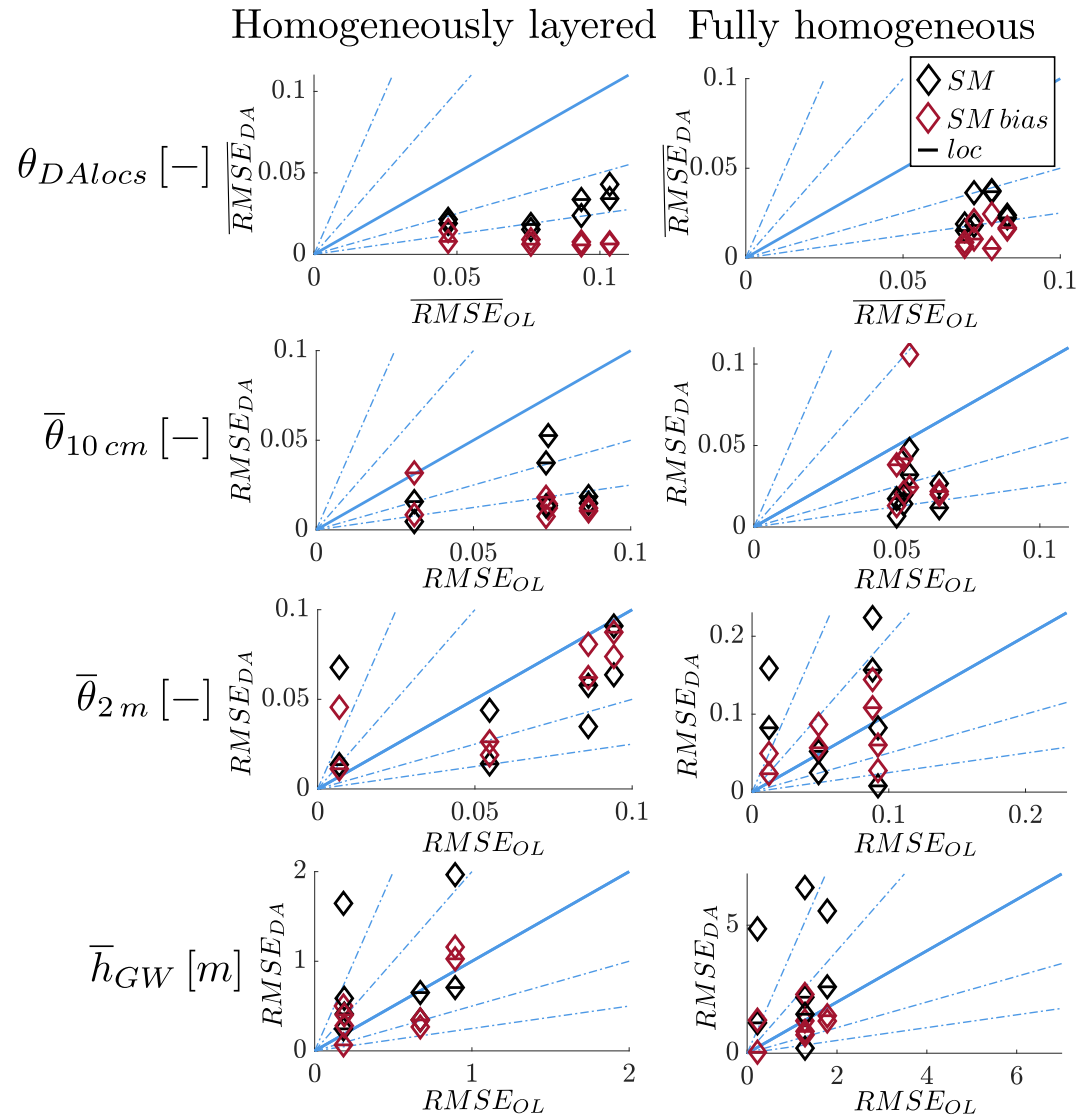 Homogeneously layered Fully homogeneous
SM
SM bias
loc
θ_DAlocs [−]
RMSE_DA
0.1
0.05
0
0 0.05 0.1
RMSE_OL
RMSE_DA
0.1
0.05
0
0 0.05 0.1
RMSE_OL
θ̅_10 cm [−]
RMSE_DA
0.1
0.05
0
0 0.05 0.1
RMSE_OL
RMSE_DA
0.1
0.05
0
0 0.05 0.1
RMSE_OL
θ̅_2 m [−]
RMSE_DA
0.1
0.05
0
0 0.05 0.1
RMSE_OL
RMSE_DA
0.2
0.1
0
0 0.1 0.2
RMSE_OL
h̅_GW [m]
RMSE_DA
2
1
0
0 1 2
RMSE_OL
RMSE_DA
5
0
0 2 4 6
RMSE_OL